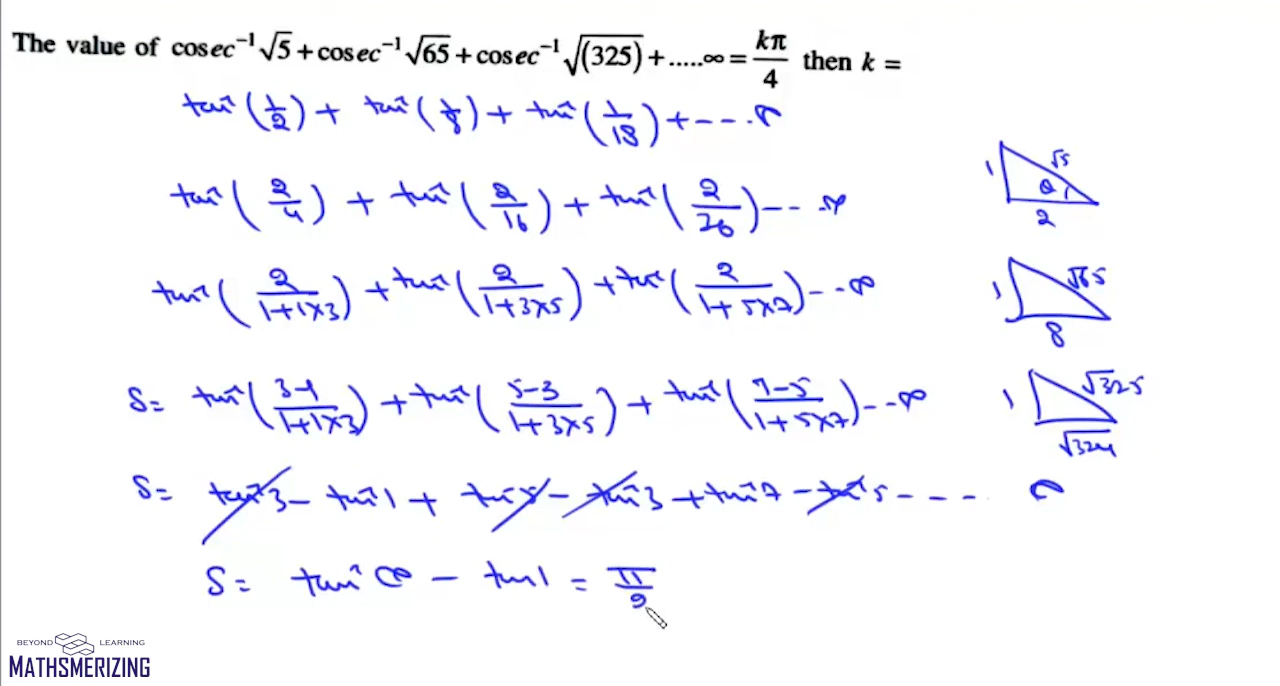 The value of cosec⁻¹√5 + cosec⁻¹√65 + cosec⁻¹√(325) + .....∞ = kπ/4 then k =
tan⁻¹(1/2) + tan⁻¹(1/8) + tan⁻¹(1/18) + --- . ∞
tan⁻¹(2/4) + tan⁻¹(2/16) + tan⁻¹(2/36) -- . ∞
tan⁻¹(2/(1+1×3)) + tan⁻¹(2/(1+3×5)) + tan⁻¹(2/(1+5×7)) -- . ∞
S = tan⁻¹((3-1)/(1+1×3)) + tan⁻¹((5-3)/(1+3×5)) + tan⁻¹((7-5)/(1+5×7)) -- ∞
S = tan⁻¹3 - tan⁻¹1 + tan⁻¹5 - tan⁻¹3 + tan⁻¹7 - tan⁻¹5 - - - - . ∞
S = tan⁻¹ ∞ - tan 1 = π/2
1 √5 θ 2
1 √65 8
1 √325 √324
BEYOND LEARNING
MATHSMERIZING